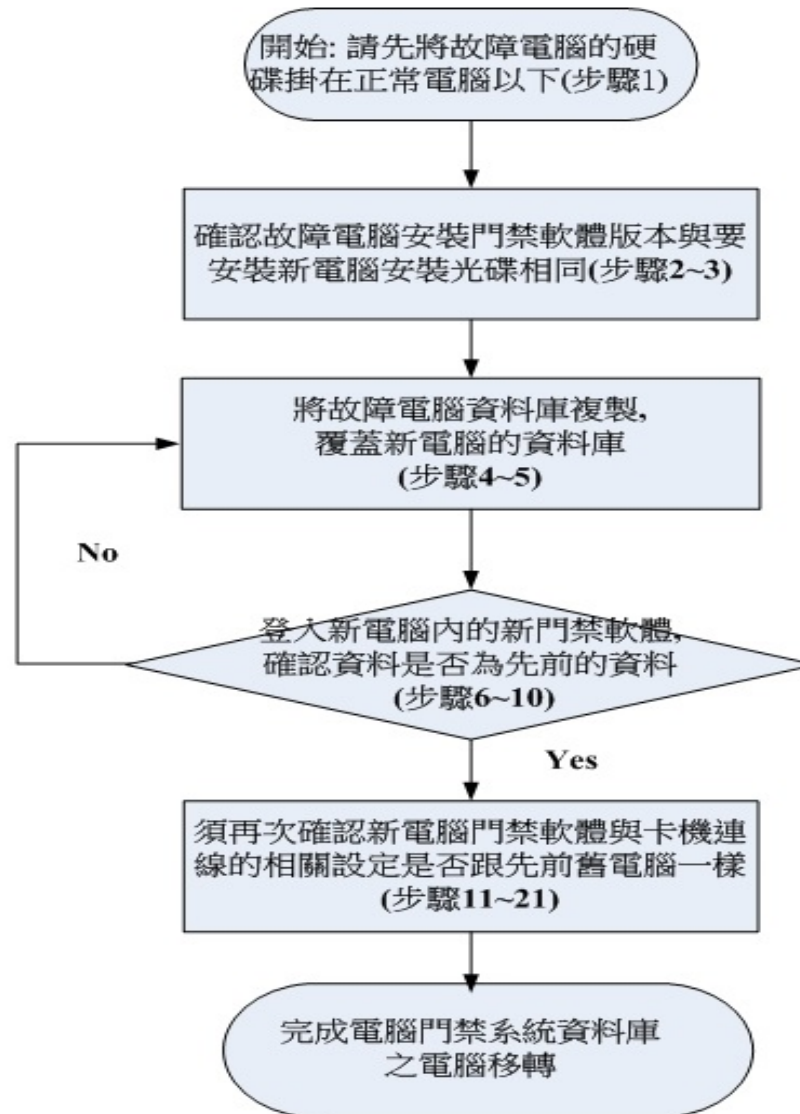 開始: 請先將故障電腦的硬
碟掛在正常電腦以下(步驟1)
確認故障電腦安裝門禁軟體版本與要
安裝新電腦安裝光碟相同(步驟2~3)
將故障電腦資料庫複製,
覆蓋新電腦的資料庫
(步驟4~5)
No
登入新電腦內的新門禁軟體,
確認資料是否為先前的資料
(步驟6~10)
Yes
須再次確認新電腦門禁軟體與卡機連
線的相關設定是否跟先前舊電腦一樣
(步驟11~21)
完成電腦門禁系統資料庫
之電腦移轉